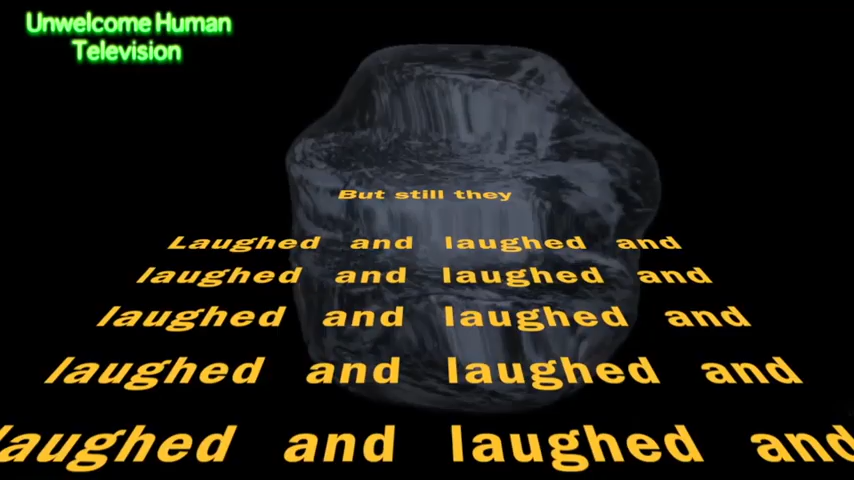 Unwelcome Human
Television
But still they
Laughed and laughed and
laughed and laughed and
laughed and laughed and
laughed and laughed and
laughed and laughed and